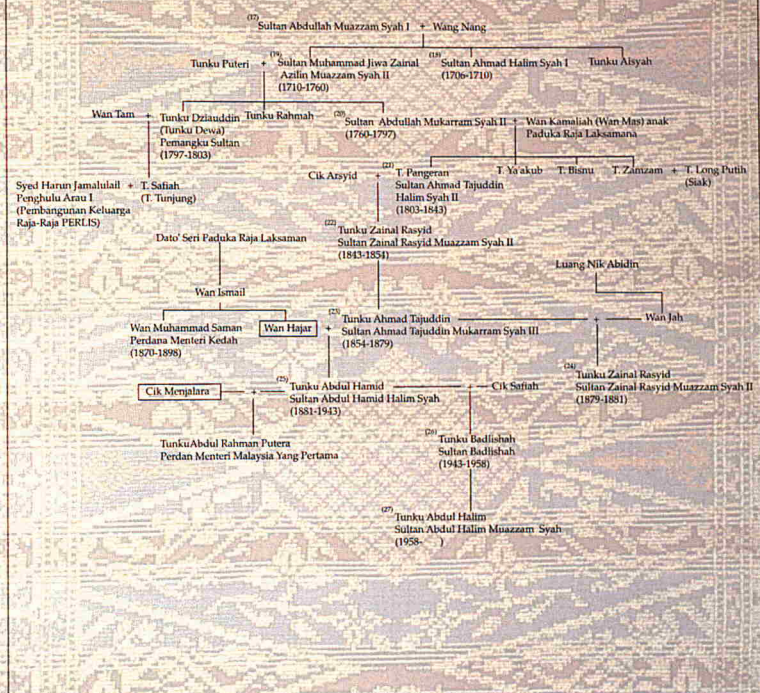 (17) Sultan Abdullah Muazzam Syah I + Wang Nang
Tunku Puteri + (19) Sultan Muhammad Jiwa Zainal
Azilin Muazzam Syah II
(1710-1760)
(18) Sultan Ahmad Halim Syah I
(1706-1710)
Tunku Aisyah
Wan Tam + Tunku Dziauddin
(Tunku Dewa)
Pemangku Sultan
(1797-1803)
Tunku Rahmah
(20) Sultan Abdullah Mukarram Syah II
(1760-1797)
+ Wan Kamaliah (Wan Mas) anak
Paduka Raja Laksamana
Syed Harun Jamalulail + T. Safiah
Penghulu Arau I (T. Tunjung)
(Pembangunan Keluarga
Raja-Raja PERLIS)
Cik Arsyid + (21) T. Pangeran
Sultan Ahmad Tajuddin
Halim Syah II
(1803-1843)
T. Ya'akub
T. Bisnu
T. Zamzam + T. Long Putih
(Siak)
(22) Tunku Zainal Rasyid
Sultan Zainal Rasyid Muazzam Syah II
(1843-1854)
Dato' Seri Paduka Raja Laksaman
Luang Nik Abidin
Wan Ismail
Wan Muhammad Saman
Perdana Menteri Kedah
(1870-1898)
Wan Hajar + (23) Tunku Ahmad Tajuddin + Wan Jah
Sultan Ahmad Tajuddin Mukarram Syah III
(1854-1879)
(24) Tunku Zainal Rasyid
Sultan Zainal Rasyid Muazzam Syah II
(1879-1881)
Cik Menjalara + (25) Tunku Abdul Hamid + Cik Safiah
Sultan Abdul Hamid Halim Syah
(1881-1943)
TunkuAbdul Rahman Putera
Perdan Menteri Malaysia Yang Pertama
(26) Tunku Badlishah
Sultan Badlishah
(1943-1958)
(27) Tunku Abdul Halim
Sultan Abdul Halim Muazzam Syah
(1958- )